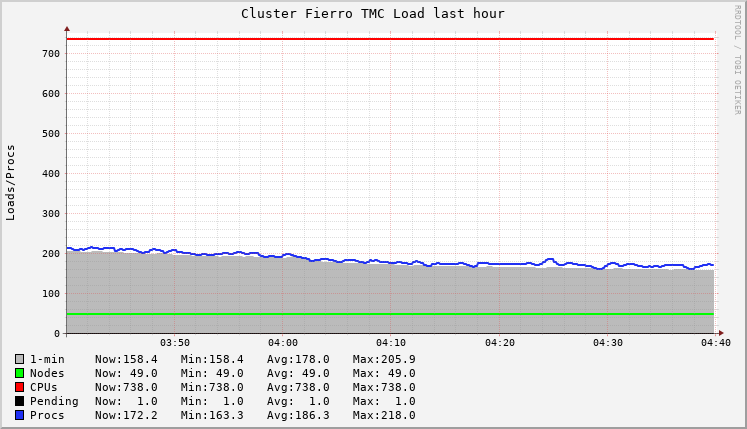 Cluster Fierro TMC Load last hour
RRDTOOL / TOBI OETIKER
Loads/Procs
700
600
500
400
300
200
100
0
03:50 04:00 04:10 04:20 04:30 04:40
1-min Now:158.4 Min:158.4 Avg:178.0 Max:205.9
Nodes Now: 49.0 Min: 49.0 Avg: 49.0 Max: 49.0
CPUs Now:738.0 Min:738.0 Avg:738.0 Max:738.0
Pending Now: 1.0 Min: 1.0 Avg: 1.0 Max: 1.0
Procs Now:172.2 Min:163.3 Avg:186.3 Max:218.0